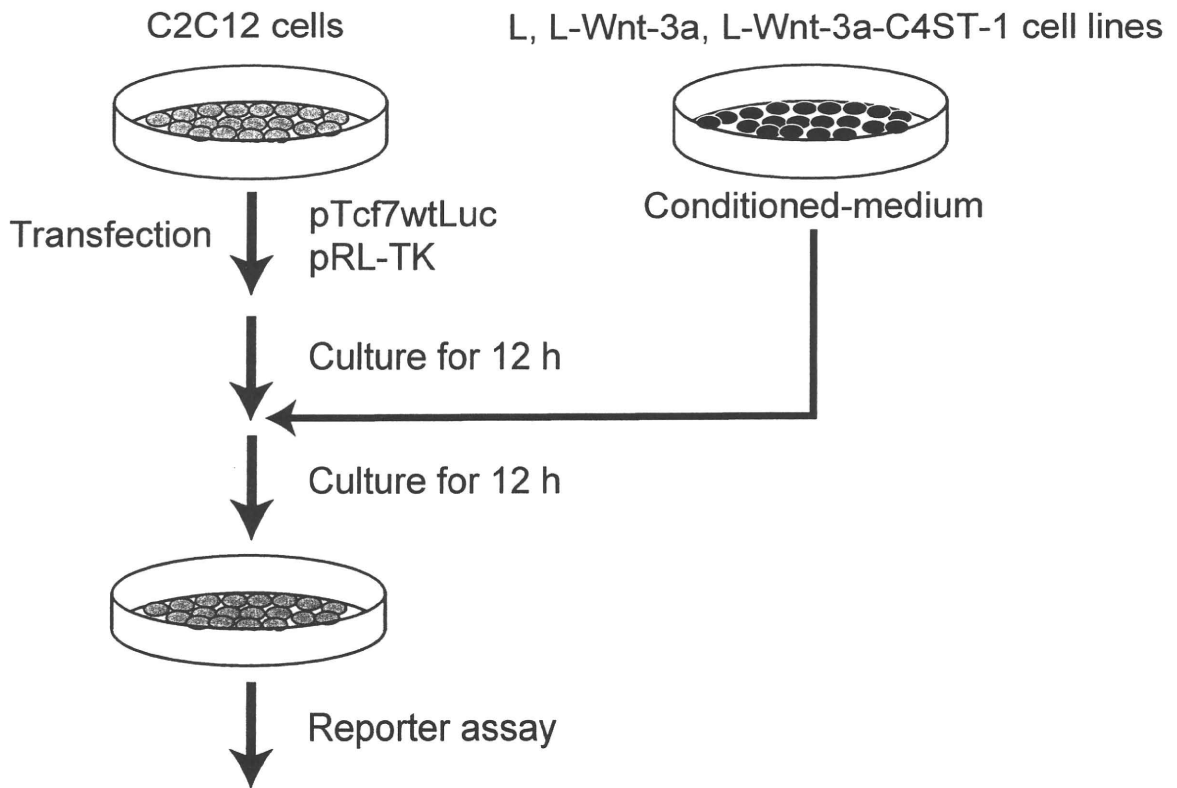 C2C12 cells
L, L-Wnt-3a, L-Wnt-3a-C4ST-1 cell lines
Transfection
pTcf7wtLuc
pRL-TK
Conditioned-medium
Culture for 12 h
Culture for 12 h
Reporter assay